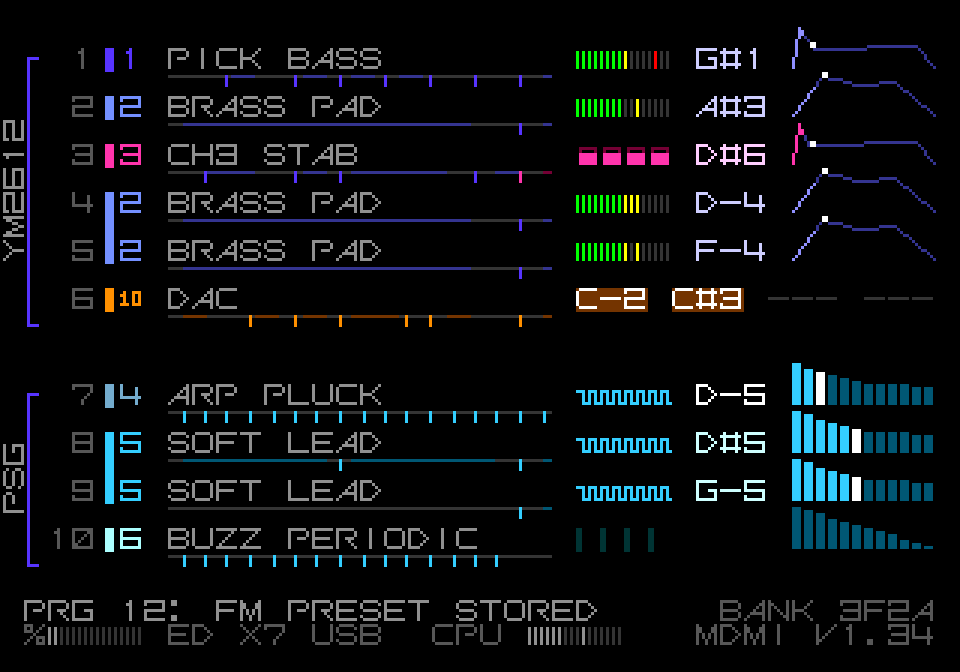 YM2612
1 1 PICK BASS G#1
2 2 BRASS PAD A#3
3 3 CH3 STAB D#6
4 2 BRASS PAD D-4
5 2 BRASS PAD F-4
6 10 DAC C-2 C#3 --- ---
PSG
7 4 ARP PLUCK D-5
8 5 SOFT LEAD D#5
9 5 SOFT LEAD G-5
10 6 BUZZ PERIODIC
PRG 12: FM PRESET STORED BANK 3F2A
% ED X7 USB CPU MDMI V1.34